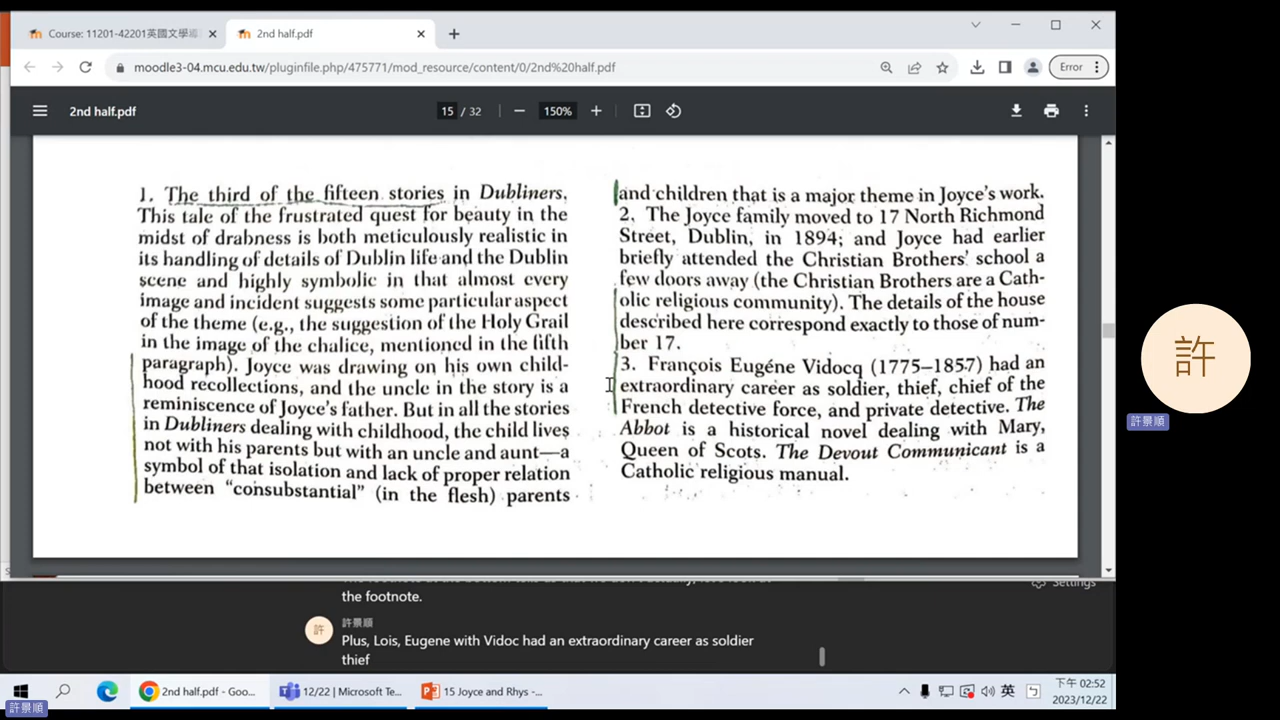 Course: 11201-42201英國文學
2nd half.pdf
moodle3-04.mcu.edu.tw/pluginfile.php/475771/mod_resource/content/0/2nd%20half.pdf
Error
2nd half.pdf
15 / 32
150%
1. The third of the fifteen stories in Dubliners.
This tale of the frustrated quest for beauty in the
midst of drabness is both meticulously realistic in
its handling of details of Dublin life and the Dublin
scene and highly symbolic in that almost every
image and incident suggests some particular aspect
of the theme (e.g., the suggestion of the Holy Grail
in the image of the chalice, mentioned in the fifth
paragraph). Joyce was drawing on his own child-
hood recollections, and the uncle in the story is a
reminiscence of Joyce's father. But in all the stories
in Dubliners dealing with childhood, the child lives
not with his parents but with an uncle and aunt—a
symbol of that isolation and lack of proper relation
between "consubstantial" (in the flesh) parents
and children that is a major theme in Joyce's work.
2. The Joyce family moved to 17 North Richmond
Street, Dublin, in 1894; and Joyce had earlier
briefly attended the Christian Brothers' school a
few doors away (the Christian Brothers are a Cath-
olic religious community). The details of the house
described here correspond exactly to those of num-
ber 17.
3. François Eugéne Vidocq (1775–1857) had an
extraordinary career as soldier, thief, chief of the
French detective force, and private detective. The
Abbot is a historical novel dealing with Mary,
Queen of Scots. The Devout Communicant is a
Catholic religious manual.
許
許景順
the footnote.
許
許景順
Plus, Lois, Eugene with Vidoc had an extraordinary career as soldier
thief
Settings
2nd half.pdf - Goo...
12/22 | Microsoft Te...
15 Joyce and Rhys -...
英
下午 02:52
2023/12/22
許景順